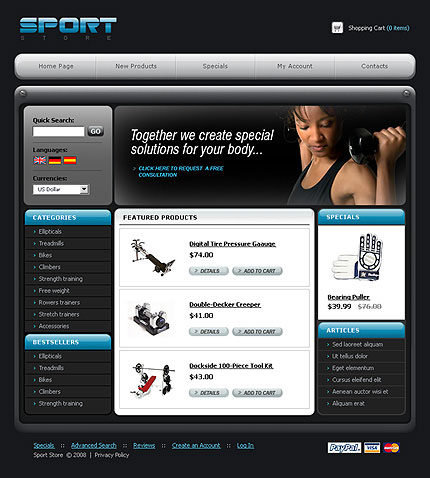 SPORT
STORE
Shopping Cart (0 items)
Home Page
New Products
Specials
My Account
Contacts
Quick Search:
GO
Languages:
Currencies:
US Dollar
Together we create special
solutions for your body...
CLICK HERE TO REQUEST A FREE
CONSULTATION
CATEGORIES
Ellipticals
Treadmills
Bikes
Climbers
Strength training
Free weight
Rowers trainers
Stretch trainers
Accessories
BESTSELLERS
Ellipticals
Treadmills
Bikes
Climbers
Strength training
FEATURED PRODUCTS
Digital Tire Pressure Gaauge
$74.00
DETAILS
ADD TO CART
Double-Decker Creeper
$41.00
DETAILS
ADD TO CART
Dockside 100-Piece Tool Kit
$43.00
DETAILS
ADD TO CART
SPECIALS
Bearing Puller
$39.99 $76.00
ARTICLES
Sed laoreet aliquam
Ut tellus dolor
Eget elementum
Cursus eleifend elit
Aenean auctor wisi et
Aliquam erat
Specials :: Advanced Search :: Reviews :: Create an Account :: Log In
Sport Store © 2008 | Privacy Policy
PayPal VISA MasterCard